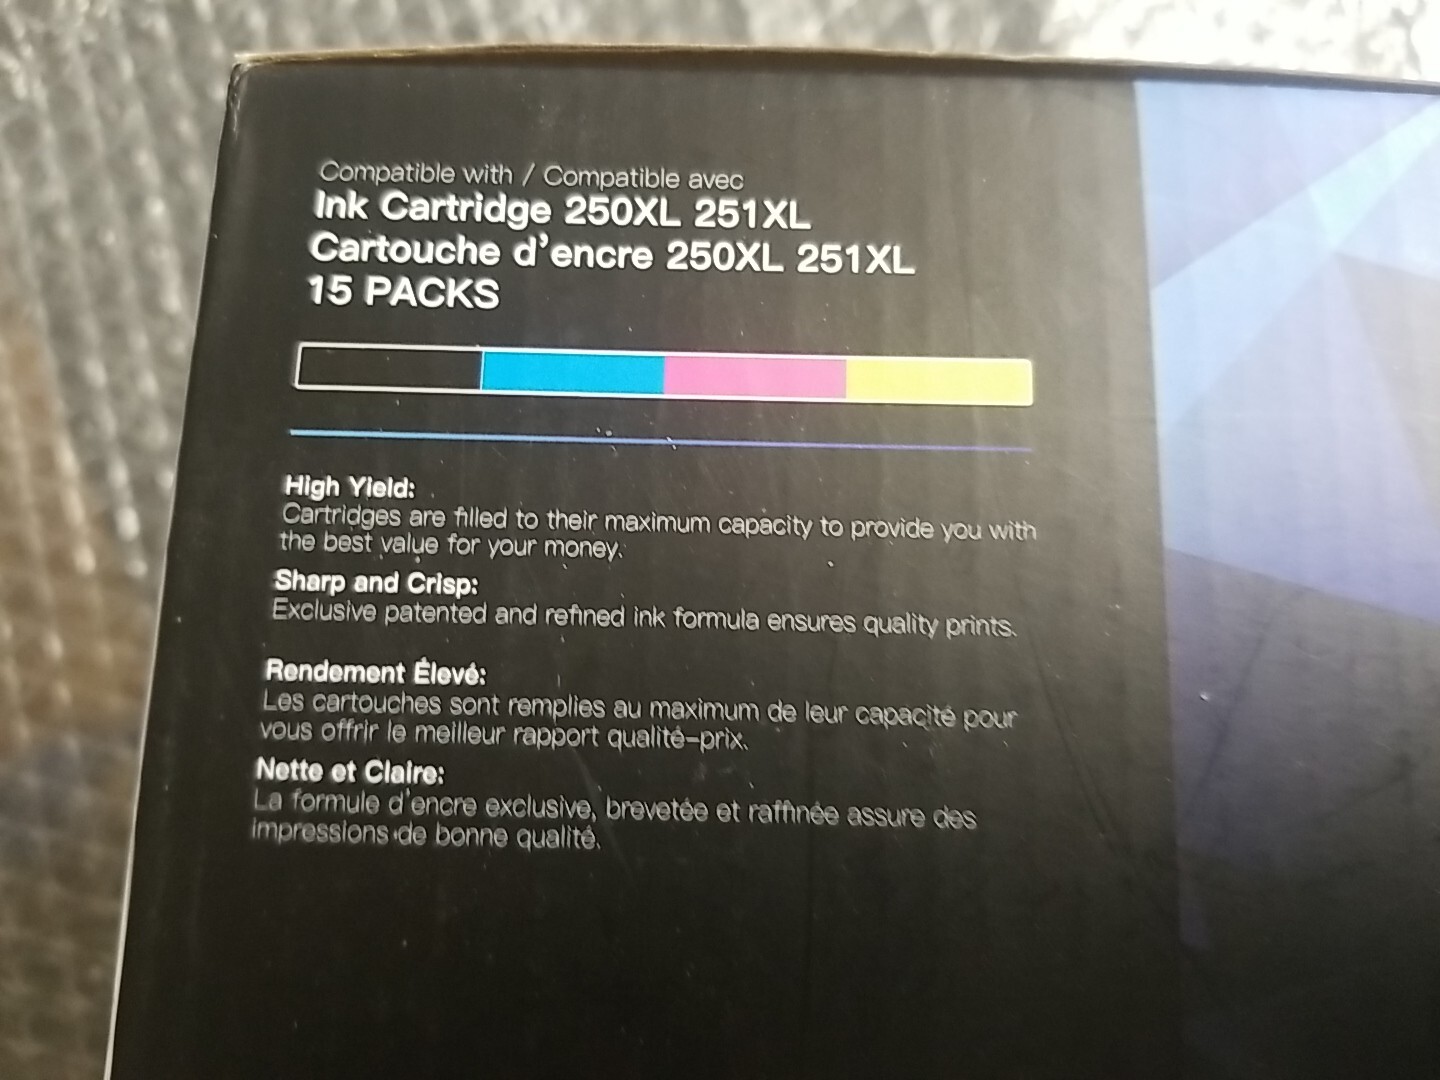 Compatible with / Compatible avec
Ink Cartridge 250XL 251XL
Cartouche d'encre 250XL 251XL
15 PACKS
High Yield:
Cartridges are filled to their maximum capacity to provide you with
the best value for your money.
Sharp and Crisp:
Exclusive patented and refined ink formula ensures quality prints.
Rendement Élevé:
Les cartouches sont remplies au maximum de leur capacité pour
vous offrir le meilleur rapport qualité-prix.
Nette et Claire:
La formule d'encre exclusive, brevetée et raffinée assure des
impressions de bonne qualité.